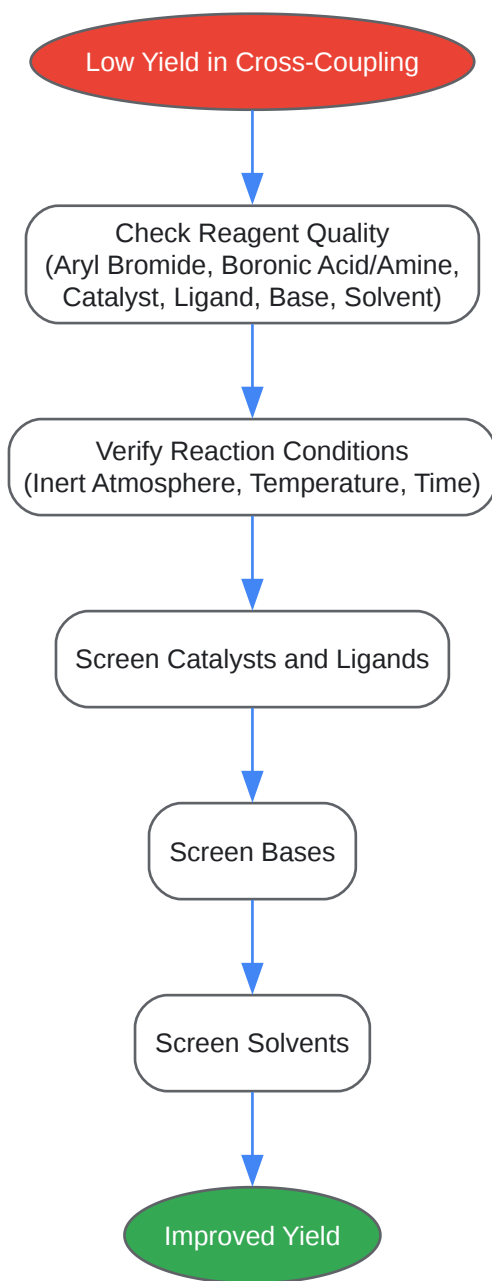 Low Yield in Cross-Coupling
Check Reagent Quality
(Aryl Bromide, Boronic Acid/Amine,
Catalyst, Ligand, Base, Solvent)
Verify Reaction Conditions
(Inert Atmosphere, Temperature, Time)
Screen Catalysts and Ligands
Screen Bases
Screen Solvents
Improved Yield